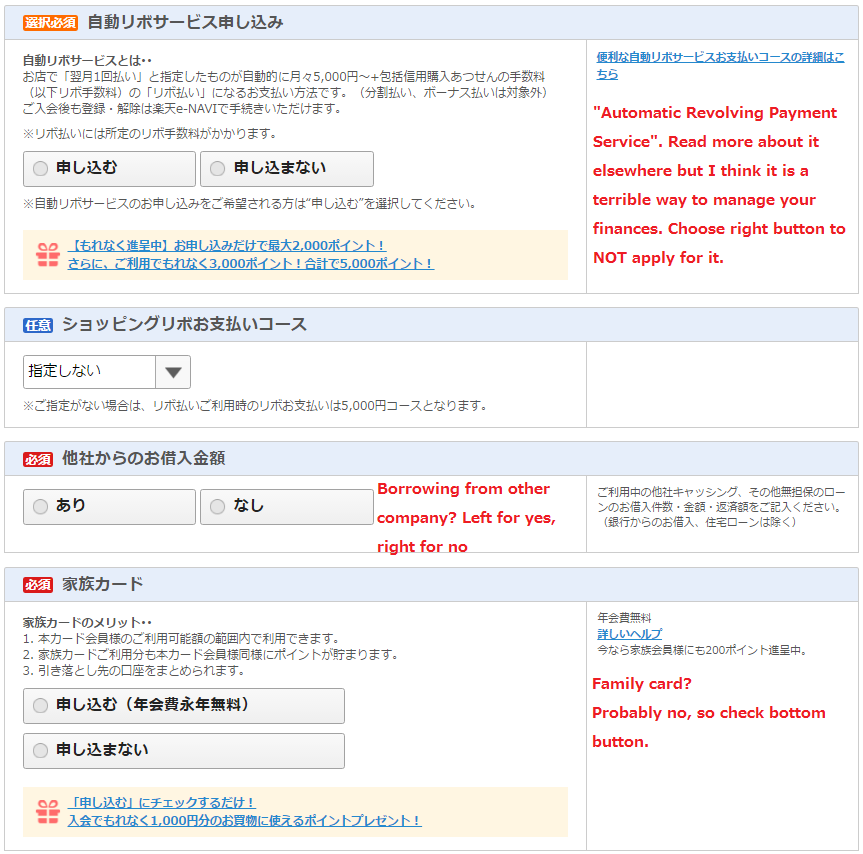 選択必須 自動リボサービス申し込み
自動リボサービスとは・・
お店で「翌月1回払い」と指定したものが自動的に月々5,000円～+包括信用購入あつせんの手数料
（以下リボ手数料）の「リボ払い」になるお支払い方法です。（分割払い、ボーナス払いは対象外）
ご入会後も登録・解除は楽天e-NAVIで手続きいただけます。
※リボ払いには所定のリボ手数料がかかります。
申し込む
申し込まない
※自動リボサービスのお申し込みをご希望される方は“申し込む”を選択してください。
【もれなく進呈中】お申し込みだけで最大2,000ポイント！
さらに、ご利用でもれなく3,000ポイント！合計で5,000ポイント！
便利な自動リボサービスお支払いコースの詳細はこ
ちら
"Automatic Revolving Payment
Service". Read more about it
elsewhere but I think it is a
terrible way to manage your
finances. Choose right button to
NOT apply for it.
任意 ショッピングリボお支払いコース
指定しない
※ご指定がない場合は、リボ払いご利用時のリボお支払いは5,000円コースとなります。
必須 他社からのお借入金額
あり
なし
Borrowing from other
company? Left for yes,
right for no
ご利用中の他社キャッシング、その他無担保のロー
ンのお借入件数・金額・返済額をご記入ください。
（銀行からのお借入、住宅ローンは除く）
必須 家族カード
家族カードのメリット・・
1. 本カード会員様のご利用可能額の範囲内で利用できます。
2. 家族カードご利用分も本カード会員様同様にポイントが貯まります。
3. 引き落とし先の口座をまとめられます。
申し込む（年会費永年無料）
申し込まない
「申し込む」にチェックするだけ！
入会でもれなく1,000円分のお買物に使えるポイントプレゼント！
年会費無料
詳しいヘルプ
今なら家族会員様にも200ポイント進呈中。
Family card?
Probably no, so check bottom
button.